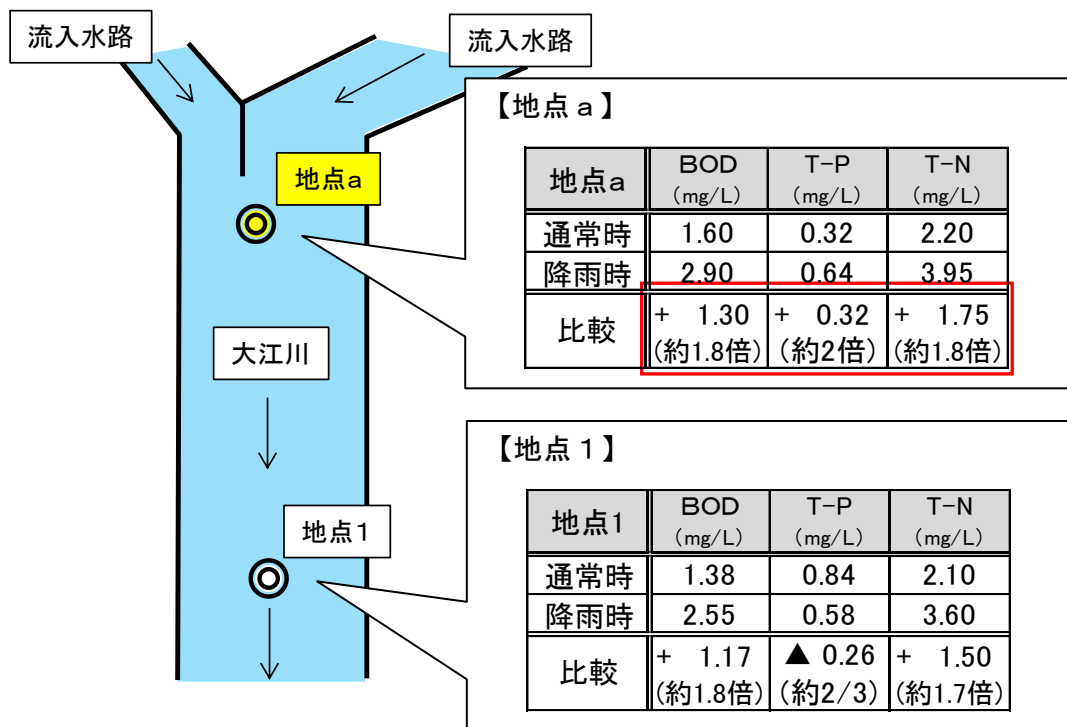 流入水路
流入水路
【地点a】
地点a BOD (mg/L) T-P (mg/L) T-N (mg/L)
通常時 1.60 0.32 2.20
降雨時 2.90 0.64 3.95
比較 + 1.30 (約1.8倍) + 0.32 (約2倍) + 1.75 (約1.8倍)
地点a
大江川
【地点1】
地点1 BOD (mg/L) T-P (mg/L) T-N (mg/L)
通常時 1.38 0.84 2.10
降雨時 2.55 0.58 3.60
比較 + 1.17 (約1.8倍) ▲ 0.26 (約2/3) + 1.50 (約1.7倍)
地点1